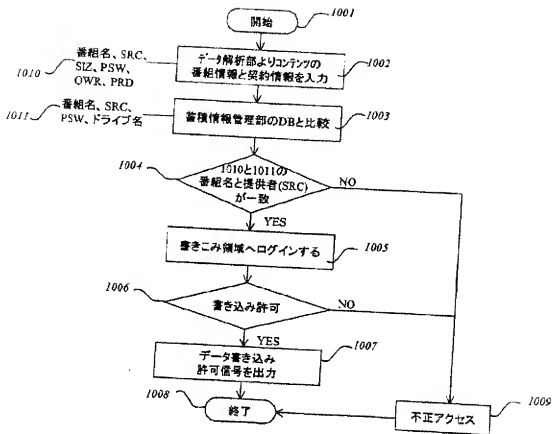 開始
1001
番組名、SRC、
SIZ、PSW、
OWR、PRD
1010
データ解析部よりコンテンツの
番組情報と契約情報を入力
1002
番組名、SRC、
PSW、ドライブ名
1011
蓄積情報管理部のDBと比較
1003
1004
1010と1011の
番組名と提供者(SRC)
が一致
NO
YES
書きこみ領域へログインする
1005
1006
書き込み許可
NO
YES
データ書き込み
許可信号を出力
1007
1008
終了
不正アクセス
1009